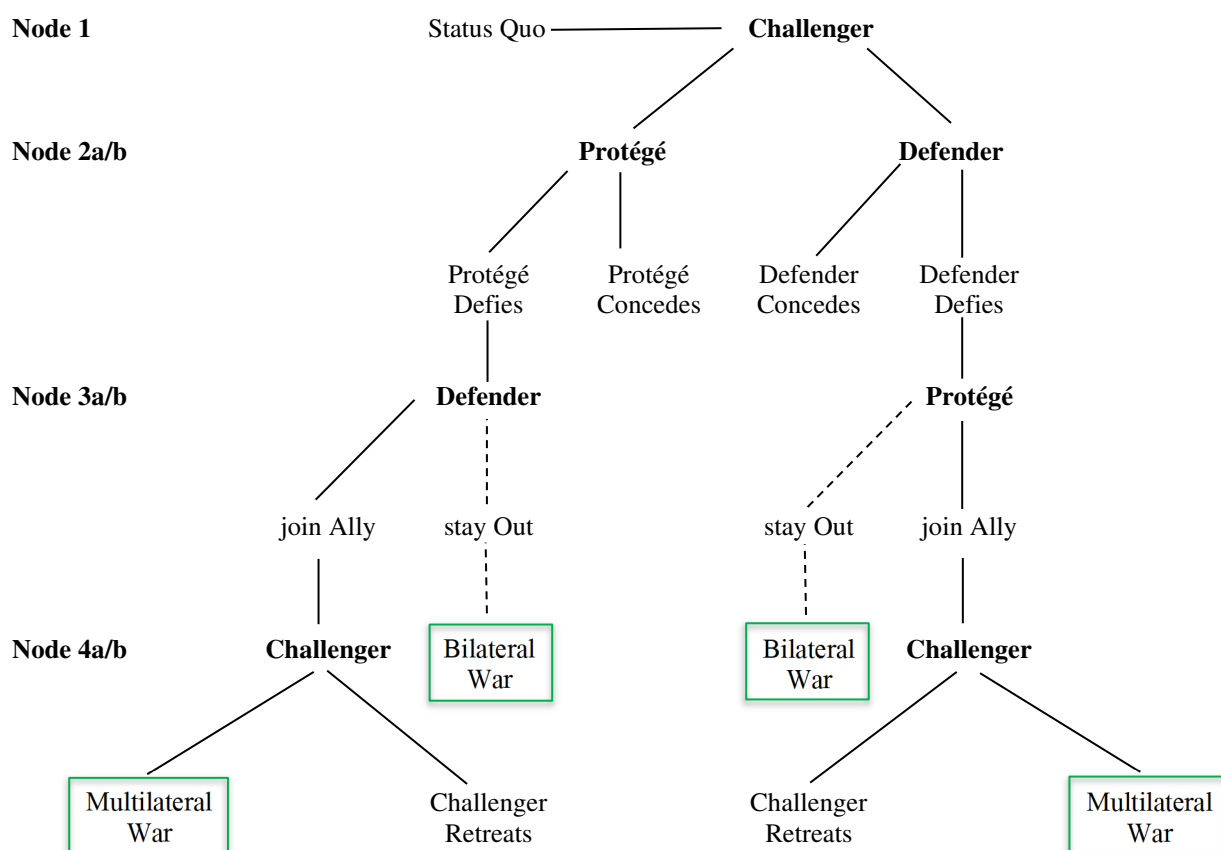 Node 1
Status Quo
Challenger
Node 2a/b
Protégé
Defender
Protégé
Defies
Protégé
Concedes
Defender
Concedes
Defender
Defies
Node 3a/b
Defender
Protégé
join Ally
stay Out
stay Out
join Ally
Node 4a/b
Challenger
Bilateral
War
Bilateral
War
Challenger
Multilateral
War
Challenger
Retreats
Challenger
Retreats
Multilateral
War